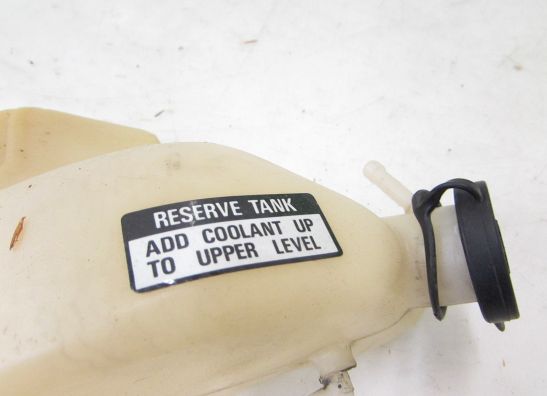 RESERVE TANK
ADD COOLANT UP
TO UPPER LEVEL